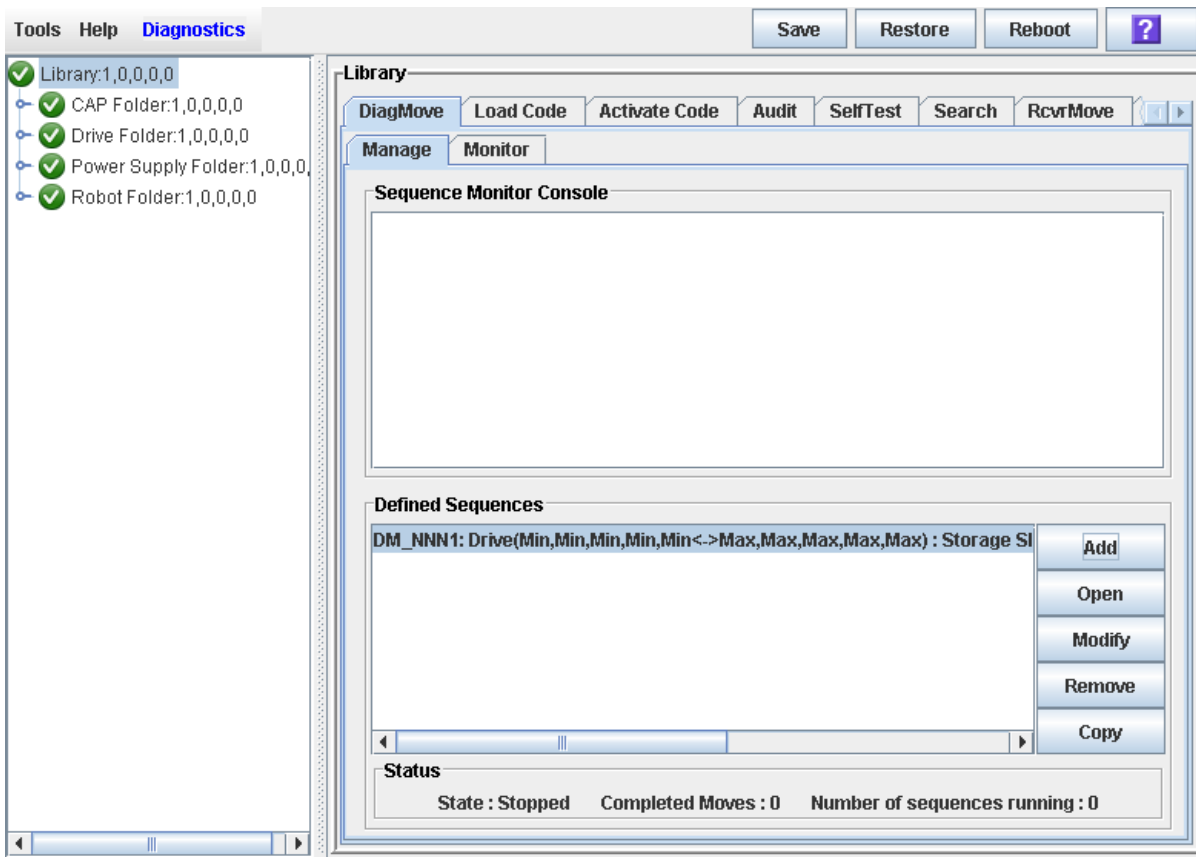 Tools Help Diagnostics Save Restore Reboot ?
Library:1,0,0,0,0
CAP Folder:1,0,0,0,0
Drive Folder:1,0,0,0,0
Power Supply Folder:1,0,0,0,
Robot Folder:1,0,0,0,0
Library
DiagMove Load Code Activate Code Audit SelfTest Search RcvrMove
Manage Monitor
Sequence Monitor Console
Defined Sequences
DM_NNN1: Drive(Min,Min,Min,Min,Min<->Max,Max,Max,Max,Max) : Storage Sl
Add
Open
Modify
Remove
Copy
Status
State : Stopped Completed Moves : 0 Number of sequences running : 0